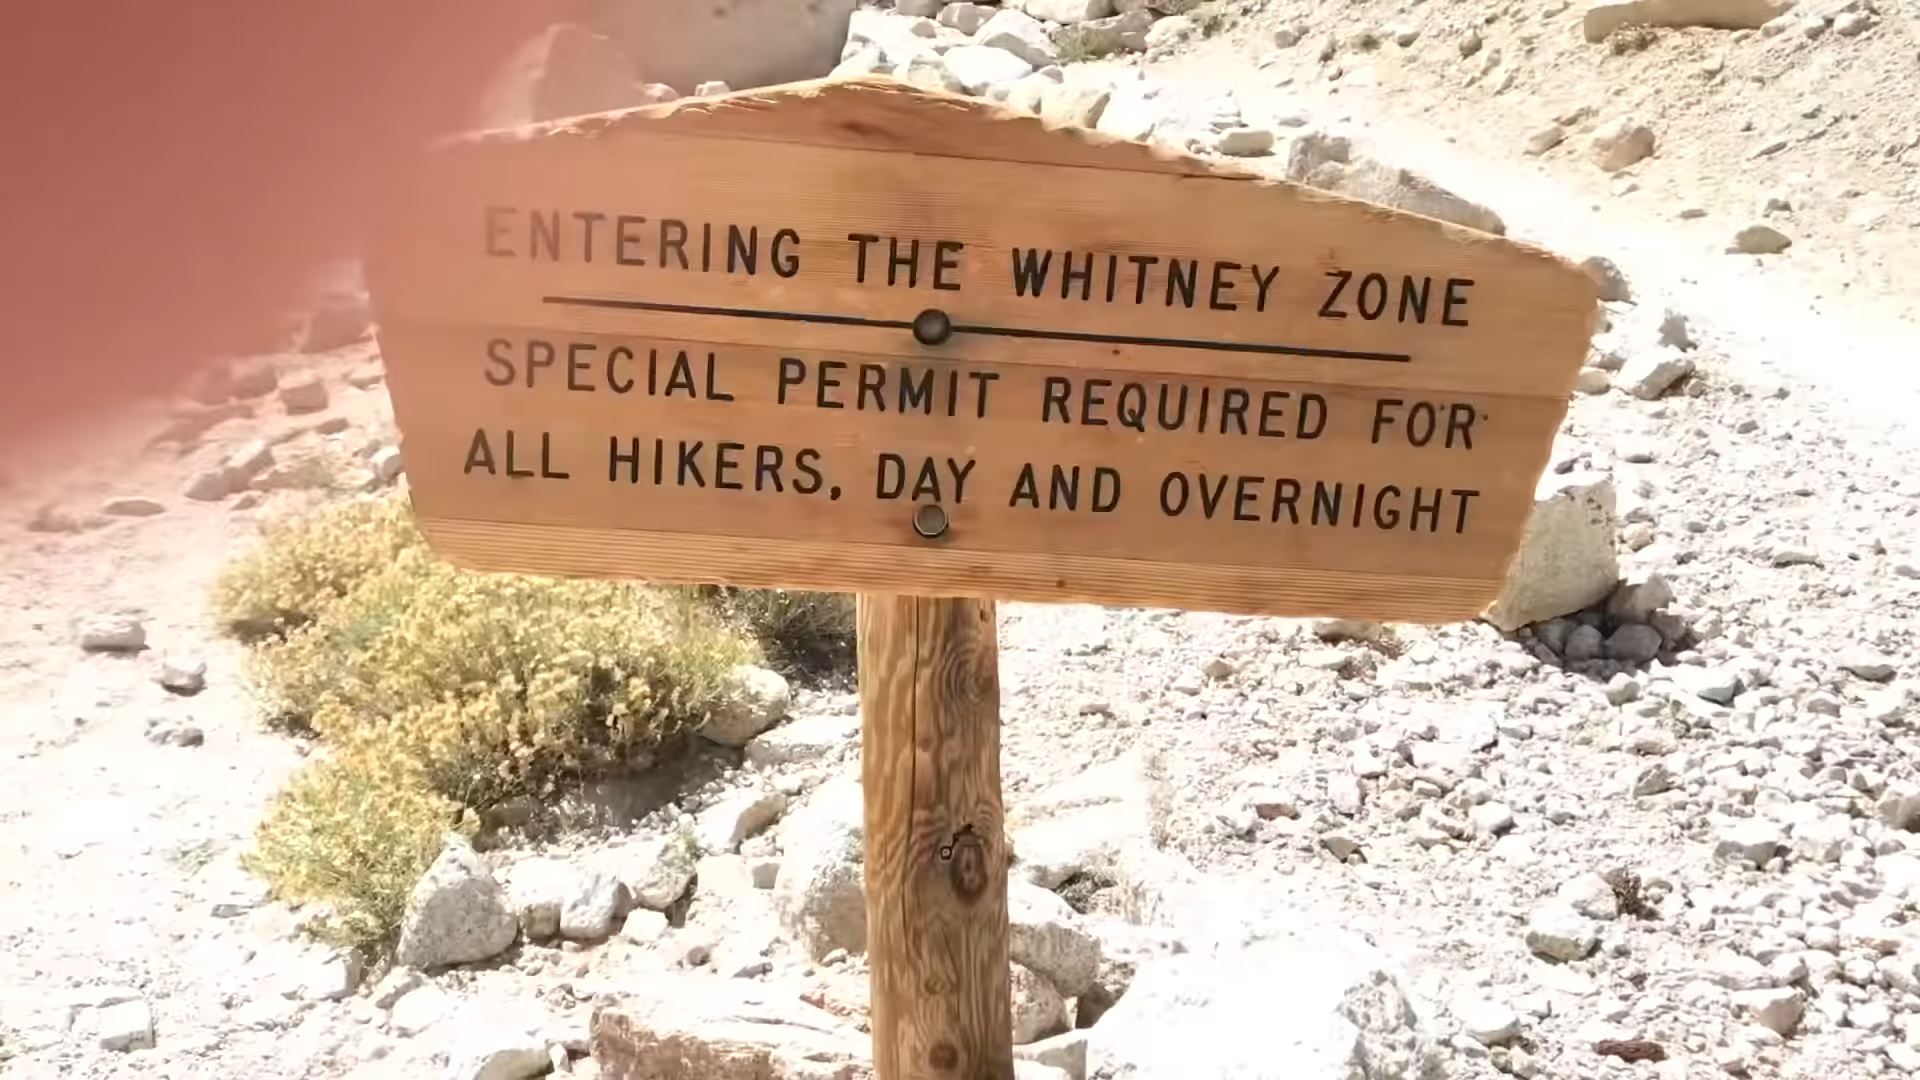 ENTERING THE WHITNEY ZONE
SPECIAL PERMIT REQUIRED FOR
ALL HIKERS, DAY AND OVERNIGHT